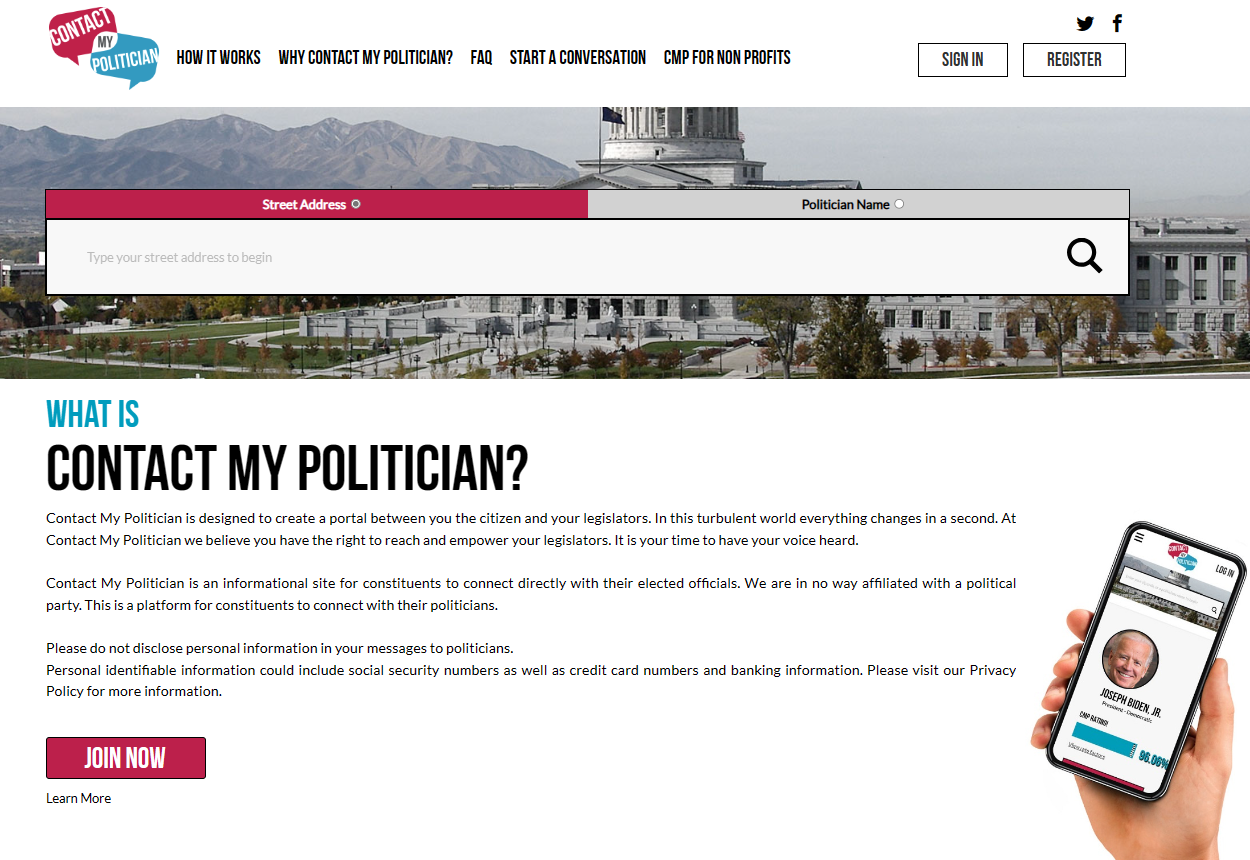 CONTACT
MY
POLITICIAN
HOW IT WORKS WHY CONTACT MY POLITICIAN? FAQ START A CONVERSATION CMP FOR NON PROFITS
SIGN IN REGISTER
Street Address Politician Name
Type your street address to begin
WHAT IS
CONTACT MY POLITICIAN?
Contact My Politician is designed to create a portal between you the citizen and your legislators. In this turbulent world everything changes in a second. At
Contact My Politician we believe you have the right to reach and empower your legislators. It is your time to have your voice heard.
Contact My Politician is an informational site for constituents to connect directly with their elected officials. We are in no way affiliated with a political
party. This is a platform for constituents to connect with their politicians.
Please do not disclose personal information in your messages to politicians.
Personal identifiable information could include social security numbers as well as credit card numbers and banking information. Please visit our Privacy
Policy for more information.
JOIN NOW
Learn More
CONTACT
MY
POLITICIAN
LOG IN
JOSEPH BIDEN, JR.
President - Democratic
CMP RATING!
96.06%